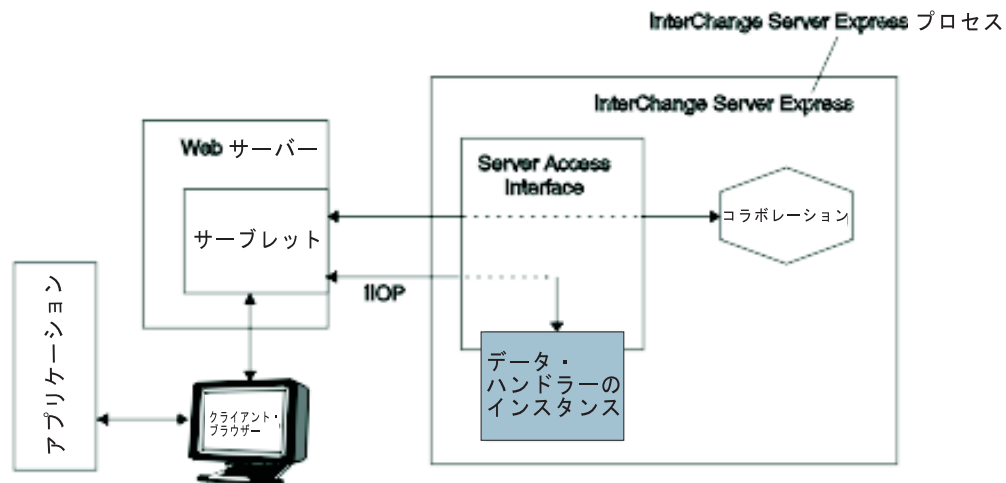 InterChange Server Express プロセス
InterChange Server Express
Web サーバー
Server Access
Interface
サーブレット
コラボレーション
IIOP
アプリケーション
データ・
ハンドラーの
インスタンス
クライアント・
ブラウザー